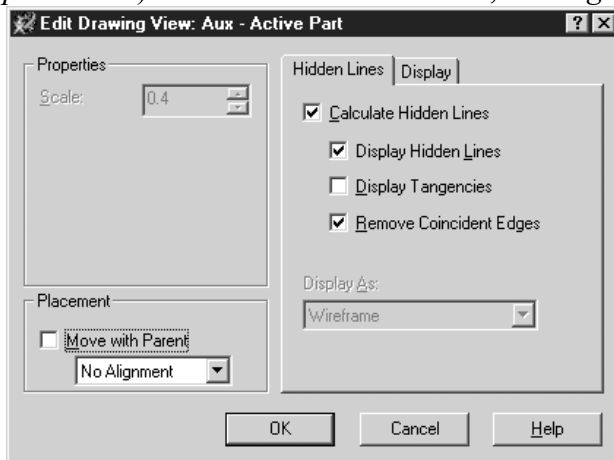 Edit Drawing View: Aux - Active Part
Properties
Scale: 0.4
Placement
Move with Parent
No Alignment
Hidden Lines Display
Calculate Hidden Lines
Display Hidden Lines
Display Tangencies
Remove Coincident Edges
Display As:
Wireframe
OK Cancel Help